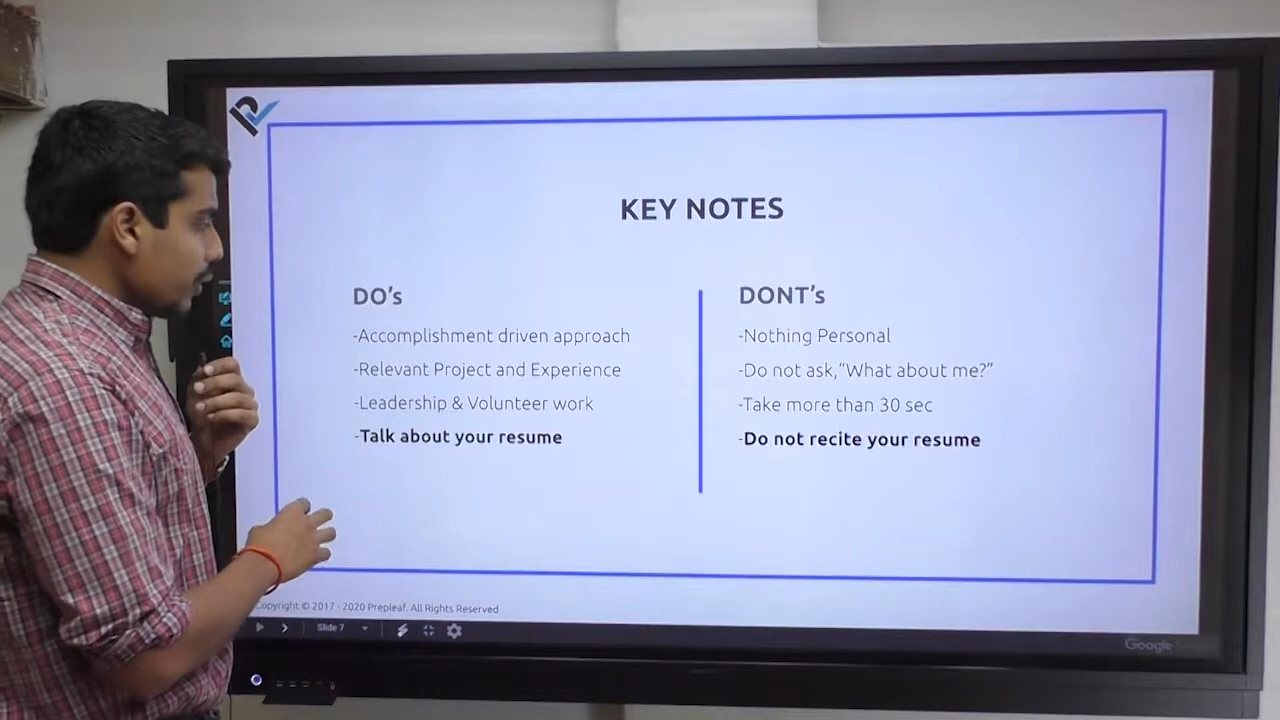 KEY NOTES
DO's
-Accomplishment driven approach
-Relevant Project and Experience
-Leadership & Volunteer work
-Talk about your resume
DONT's
-Nothing Personal
-Do not ask,"What about me?"
-Take more than 30 sec
-Do not recite your resume
Copyright © 2017 - 2020 Prepleaf. All Rights Reserved
Slide 7
Google